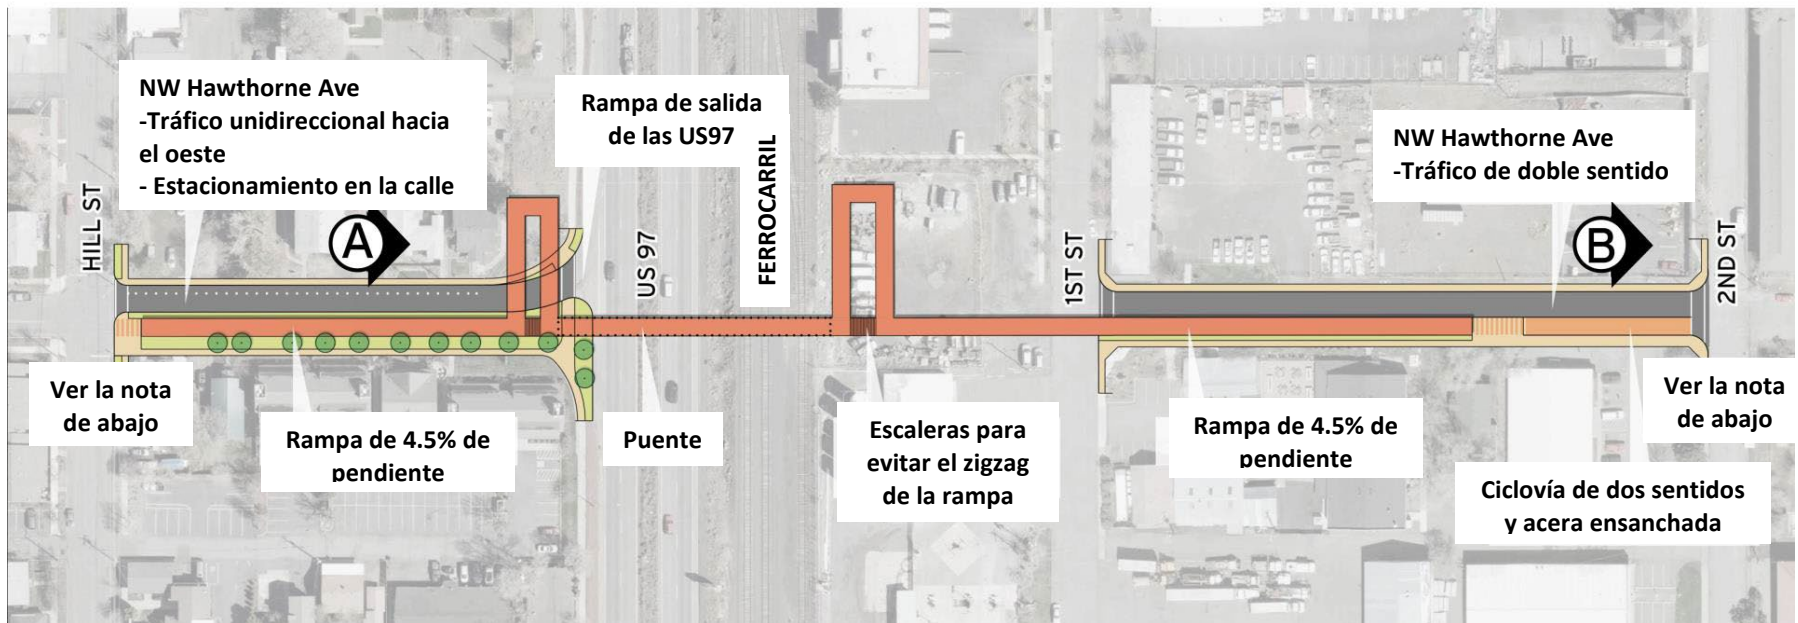 NW Hawthorne Ave
-Tráfico unidireccional hacia
el oeste
- Estacionamiento en la calle
Rampa de salida
de las US97
FERROCARRIL
NW Hawthorne Ave
-Tráfico de doble sentido
HILL ST
A
US 97
1ST ST
B
2ND ST
Ver la nota
de abajo
Rampa de 4.5% de
pendiente
Puente
Escaleras para
evitar el zigzag
de la rampa
Rampa de 4.5% de
pendiente
Ver la nota
de abajo
Ciclovía de dos sentidos
y acera ensanchada